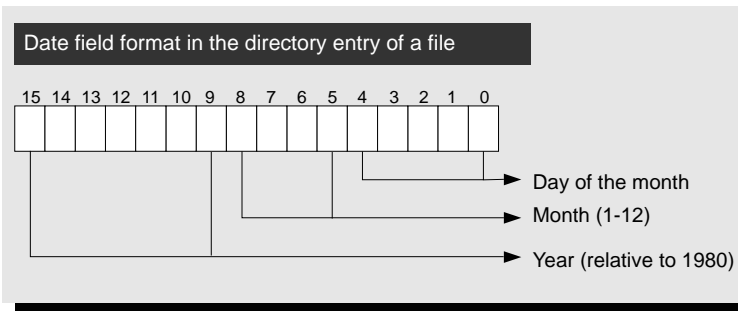 Date field format in the directory entry of a file
15 14 13 12 11 10 9 8 7 6 5 4 3 2 1 0
Day of the month
Month (1-12)
Year (relative to 1980)